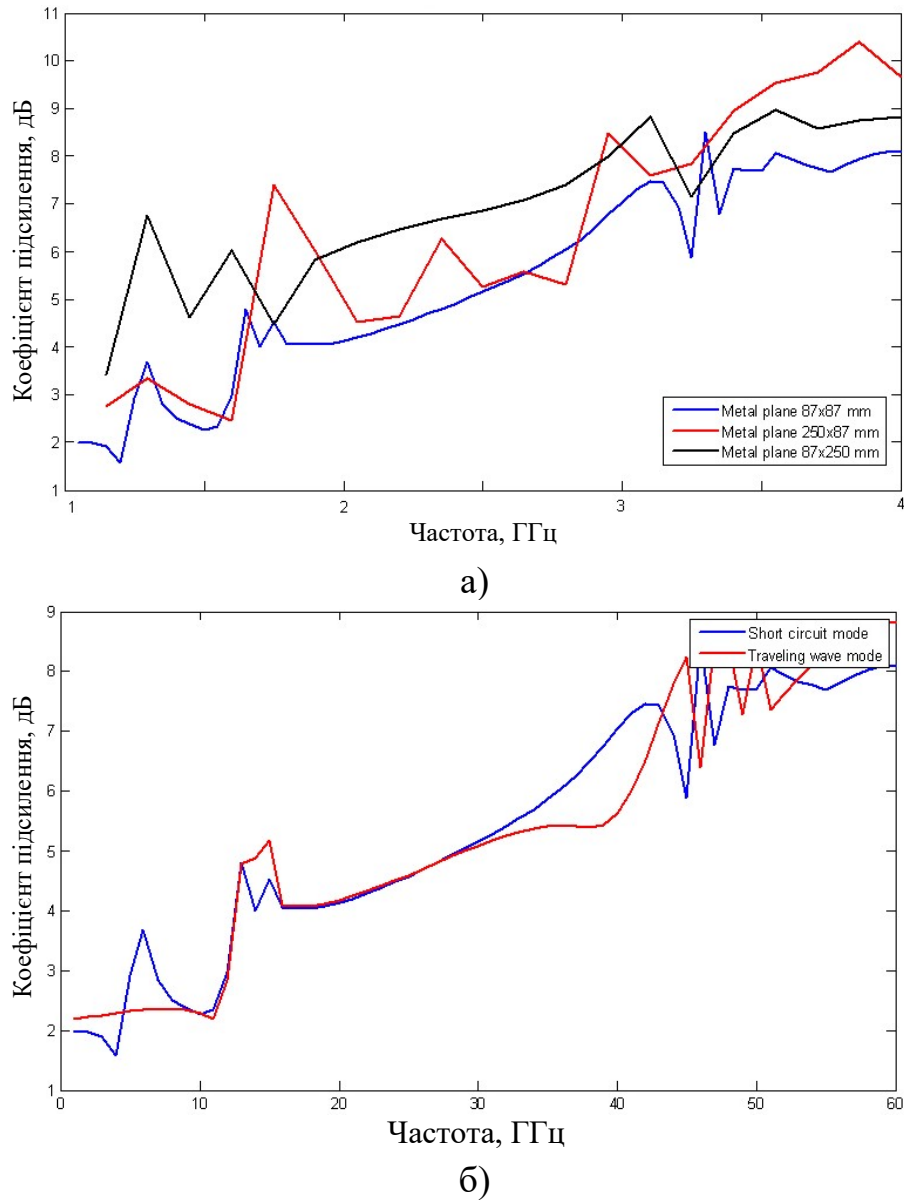 11
10
9
8
7
6
5
4
3
2
1
Коефіцієнт підсилення, дБ
Metal plane 87x87 mm
Metal plane 250x87 mm
Metal plane 87x250 mm
1 2 3 4
Частота, ГГц
а)
9
8
7
6
5
4
3
2
1
Коефіцієнт підсилення, дБ
Short circuit mode
Traveling wave mode
0 10 20 30 40 50 60
Частота, ГГц
б)